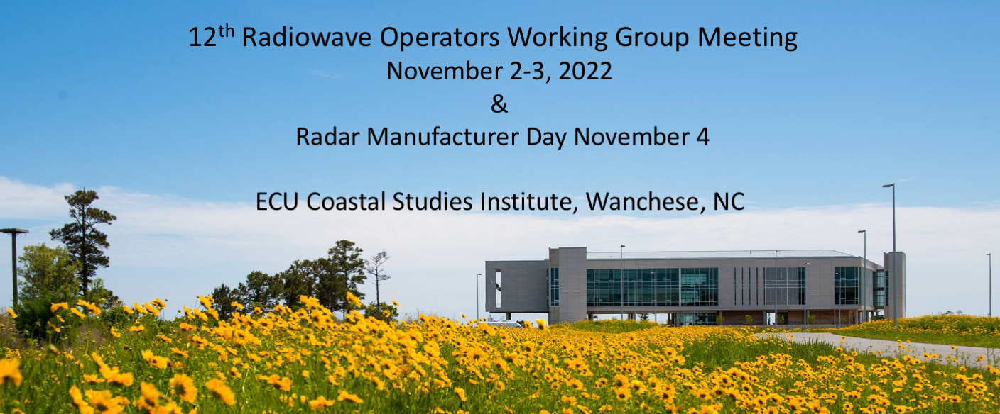 12th Radiowave Operators Working Group Meeting
November 2-3, 2022
&
Radar Manufacturer Day November 4
ECU Coastal Studies Institute, Wanchese, NC